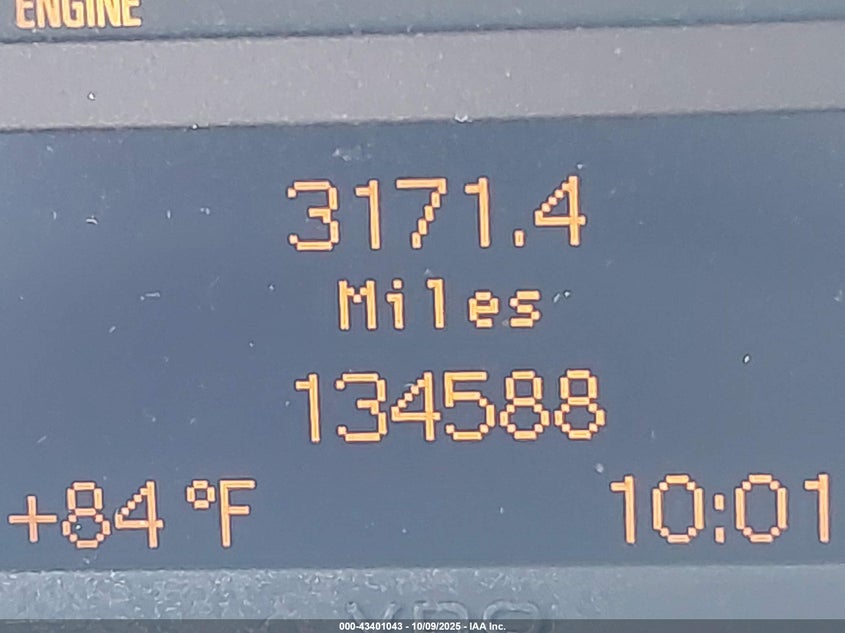 ENGINE
3171.4
Miles
134588
+84 °F
10:01
000-43401043 - 10/09/2025 - IAA Inc.